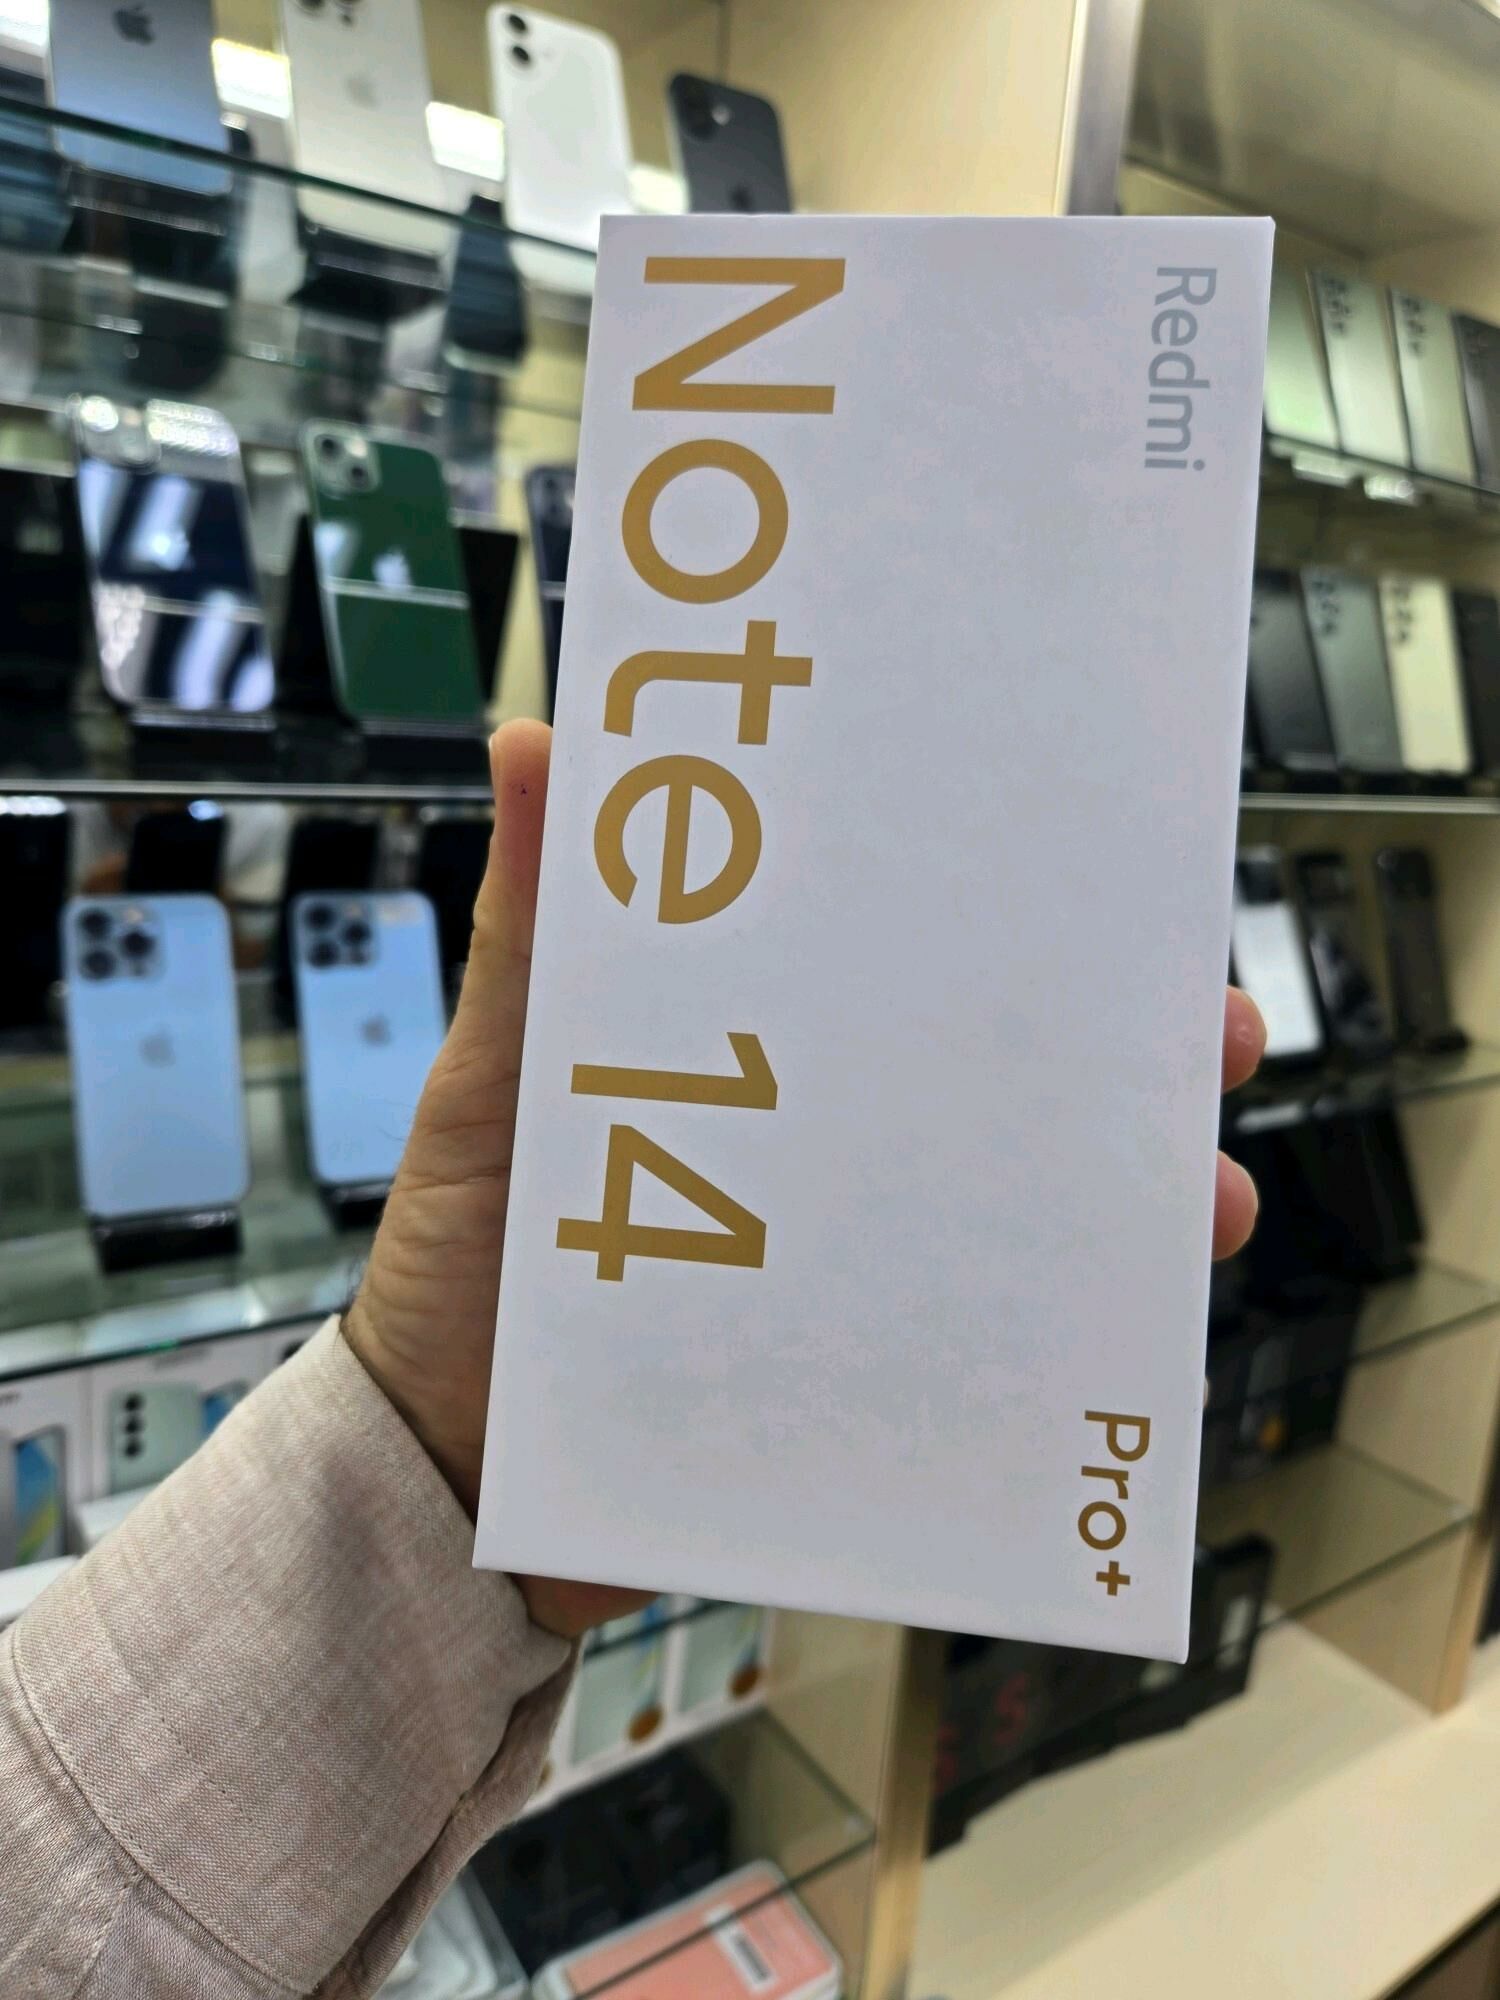 Redmi
Note 14
Pro+